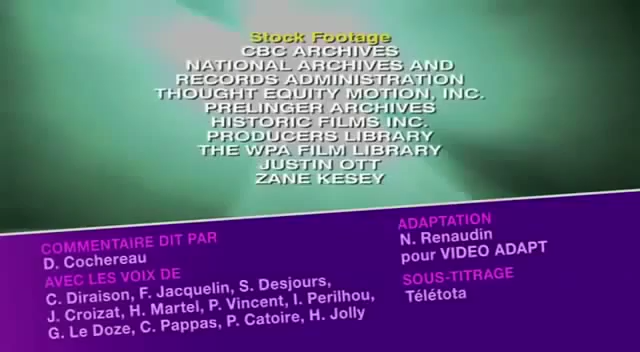 Stock Footage
CBC ARCHIVES
NATIONAL ARCHIVES AND
RECORDS ADMINISTRATION
THOUGHT EQUITY MOTION, INC.
PRELINGER ARCHIVES
HISTORIC FILMS INC.
PRODUCERS LIBRARY
THE WPA FILM LIBRARY
JUSTIN OTT
ZANE KESEY
COMMENTAIRE DIT PAR
D. Cochereau
AVEC LES VOIX DE
C. Diraison, F. Jacquelin, S. Desjours,
J. Croizat, H. Martel, P. Vincent, I. Perilhou,
G. Le Doze, C. Pappas, P. Catoire, H. Jolly
ADAPTATION
N. Renaudin
pour VIDEO ADAPT
SOUS-TITRAGE
Télétota